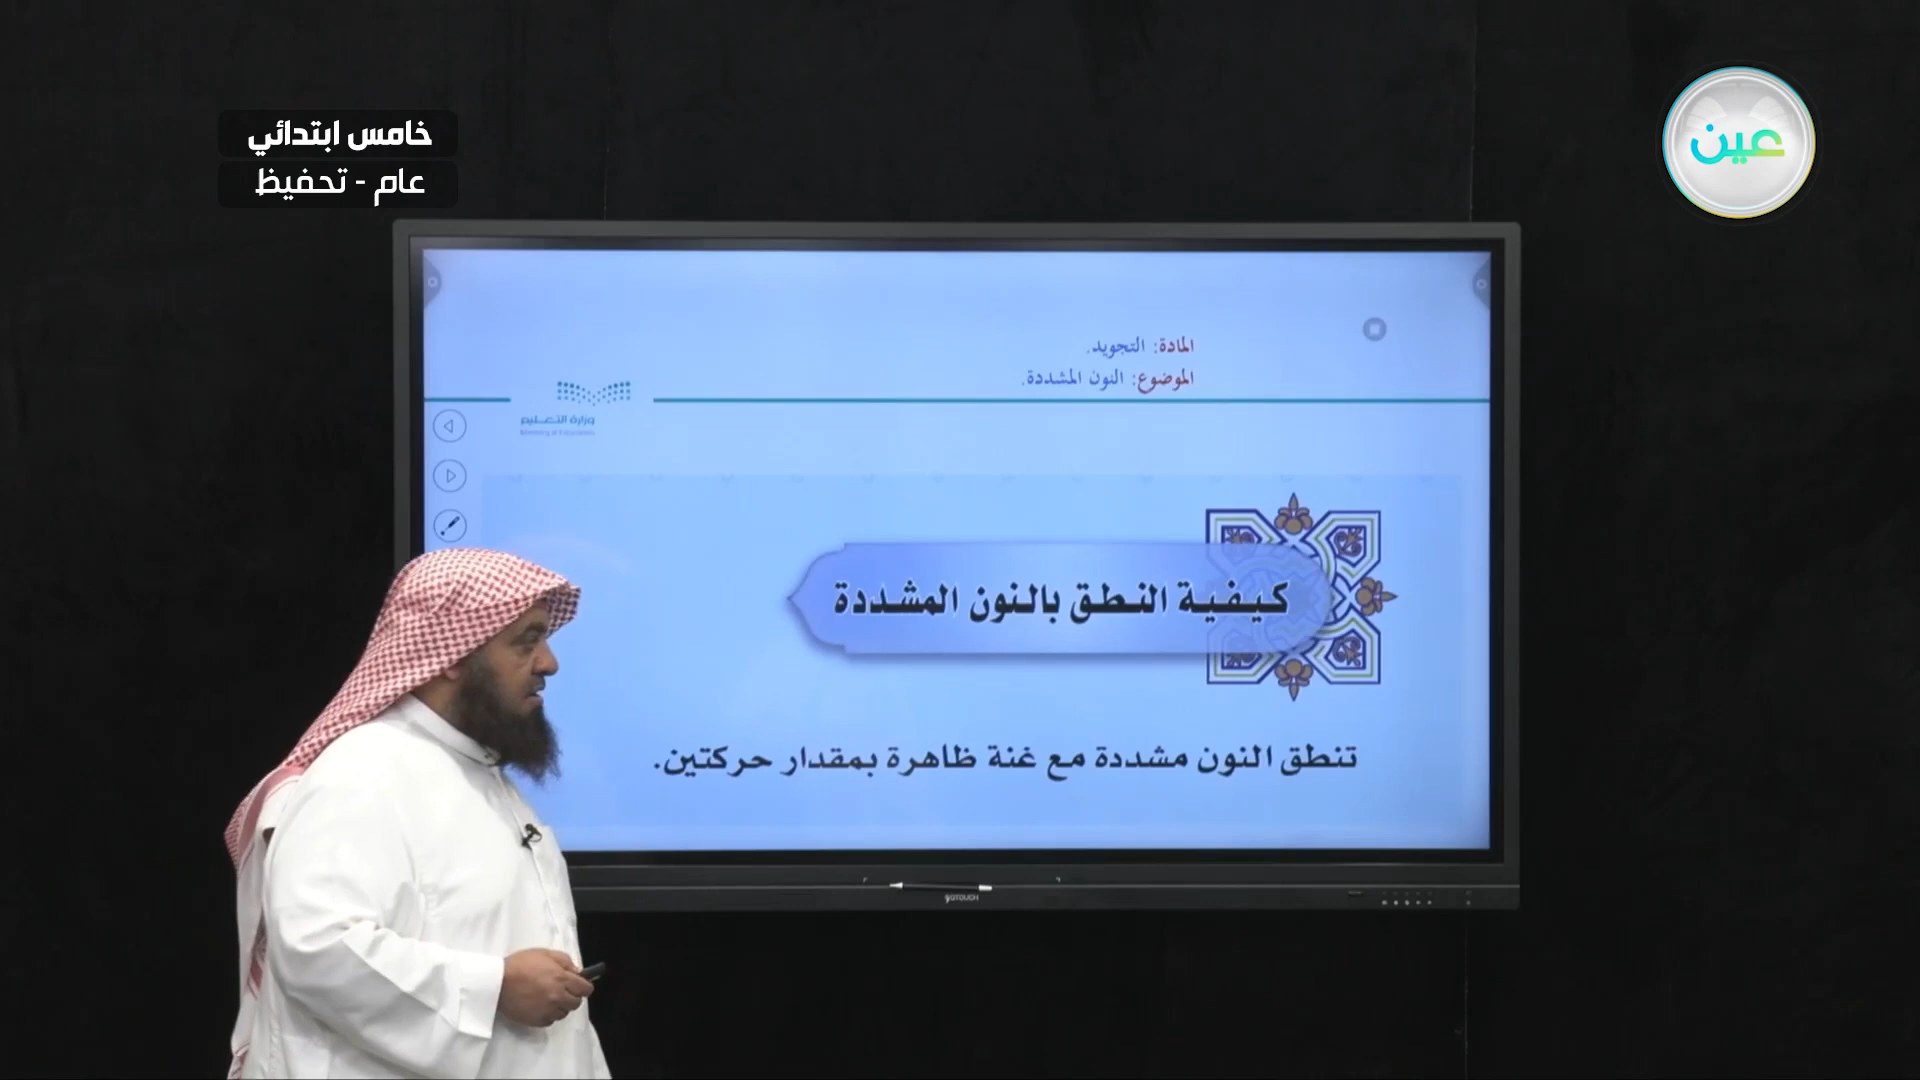 خامس ابتدائي
عام - تحفيظ
عين
المادة: التجويد.
الموضوع: النون المشددة.
وزارة التعليم
كيفية النطق بالنون المشددة
تنطق النون مشددة مع غنة ظاهرة بمقدار حركتين.